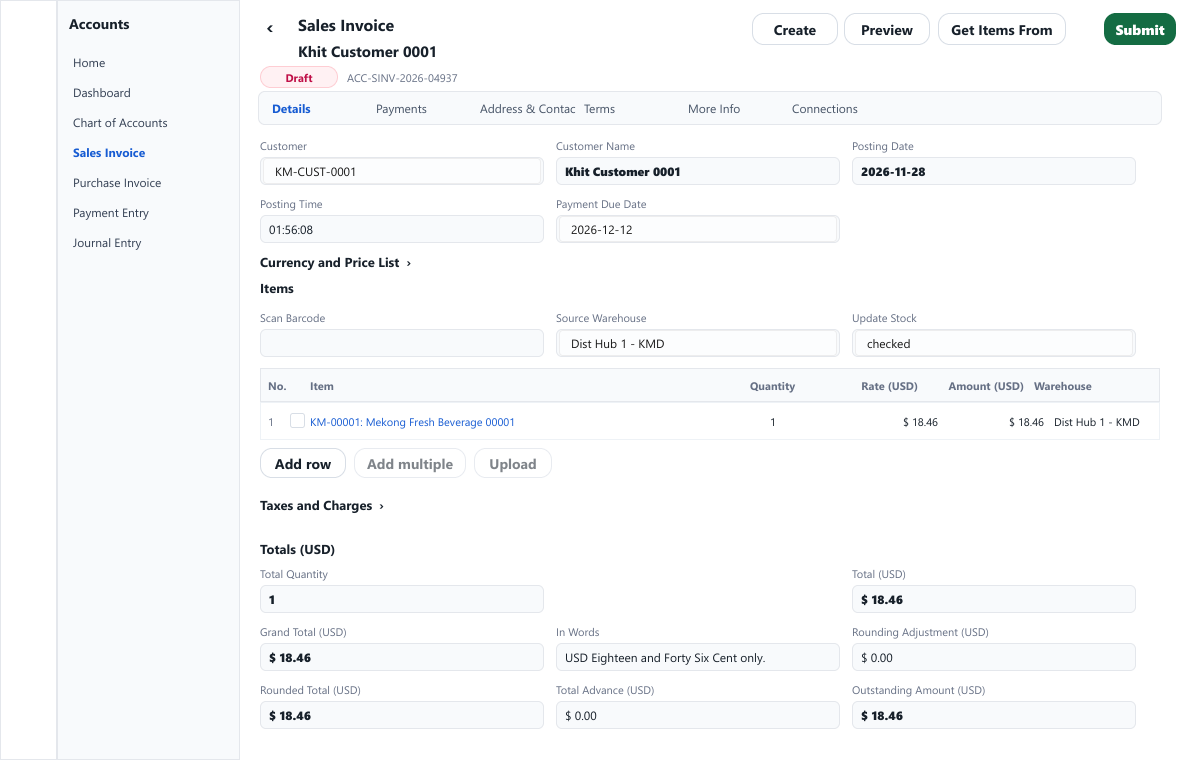 Accounts
Home
Dashboard
Chart of Accounts
Sales Invoice
Purchase Invoice
Payment Entry
Journal Entry
‹ Sales Invoice
Khit Customer 0001
Draft ACC-SINV-2026-04937
Create Preview Get Items From Submit
Details Payments Address & Contac Terms More Info Connections
Customer Customer Name Posting Date
KM-CUST-0001 Khit Customer 0001 2026-11-28
Posting Time Payment Due Date
01:56:08 2026-12-12
Currency and Price List ›
Items
Scan Barcode Source Warehouse Update Stock
Dist Hub 1 - KMD checked
No. Item Quantity Rate (USD) Amount (USD) Warehouse
1 KM-00001: Mekong Fresh Beverage 00001 1 $ 18.46 $ 18.46 Dist Hub 1 - KMD
Add row Add multiple Upload
Taxes and Charges ›
Totals (USD)
Total Quantity Total (USD)
1 $ 18.46
Grand Total (USD) In Words Rounding Adjustment (USD)
$ 18.46 USD Eighteen and Forty Six Cent only. $ 0.00
Rounded Total (USD) Total Advance (USD) Outstanding Amount (USD)
$ 18.46 $ 0.00 $ 18.46